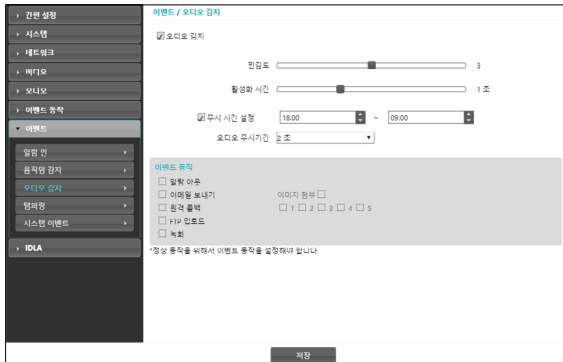 간편 설정
시스템
네트워크
비디오
오디오
이벤트 동작
이벤트
알람 인
움직임 감지
오디오 감지
탬퍼링
시스템 이벤트
IDLA
이벤트 / 오디오 감지
오디오 감지
민감도 3
활성화 시간 1 초
무시 시간 설정 18:00 ~ 09:00
오디오 무시기간 2 초
이벤트 동작
알람 아웃
이메일 보내기 이미지 첨부
원격 콜백 1 2 3 4 5
FTP 업로드
녹화
*정상 동작을 위해서 이벤트 동작을 설정해야 합니다.
저장